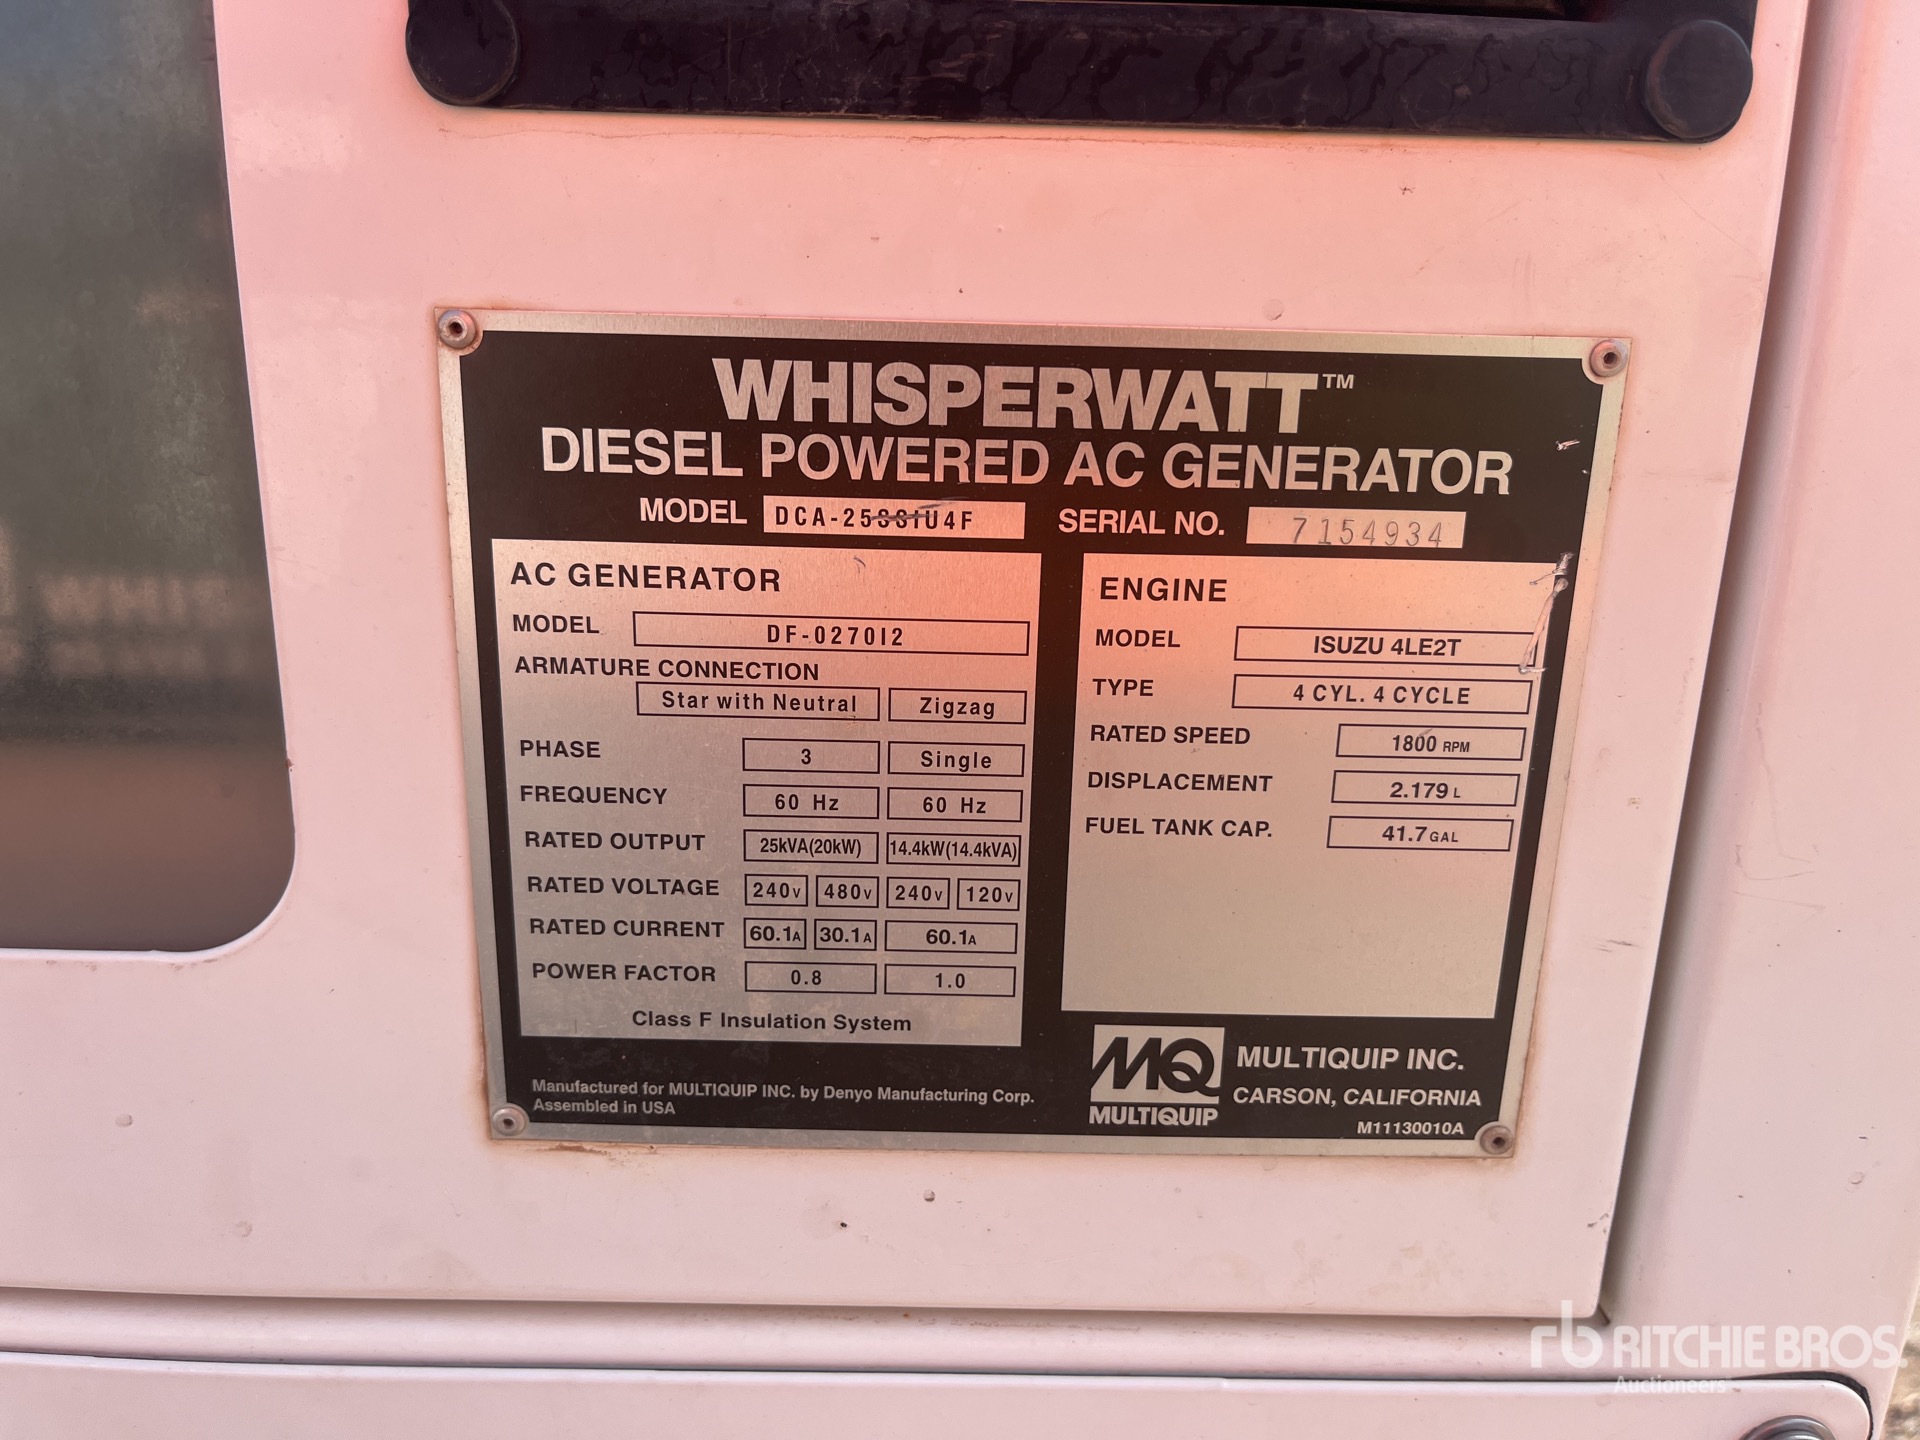 WHISPERWATT™
DIESEL POWERED AC GENERATOR
MODEL DCA-25SSIU4F SERIAL NO. 7154934
AC GENERATOR
MODEL DF-0270I2
ARMATURE CONNECTION
Star with Neutral Zigzag
PHASE 3 Single
FREQUENCY 60 Hz 60 Hz
RATED OUTPUT 25kVA(20kW) 14.4kW(14.4kVA)
RATED VOLTAGE 240V 480V 240V 120V
RATED CURRENT 60.1A 30.1A 60.1A
POWER FACTOR 0.8 1.0
Class F Insulation System
ENGINE
MODEL ISUZU 4LE2T
TYPE 4 CYL. 4 CYCLE
RATED SPEED 1800 RPM
DISPLACEMENT 2.179 L
FUEL TANK CAP. 41.7 GAL
Manufactured for MULTIQUIP INC. by Denyo Manufacturing Corp.
Assembled in USA
MQ
MULTIQUIP
MULTIQUIP INC.
CARSON, CALIFORNIA
M11130010A
rb RITCHIE BROS.
Auctioneers